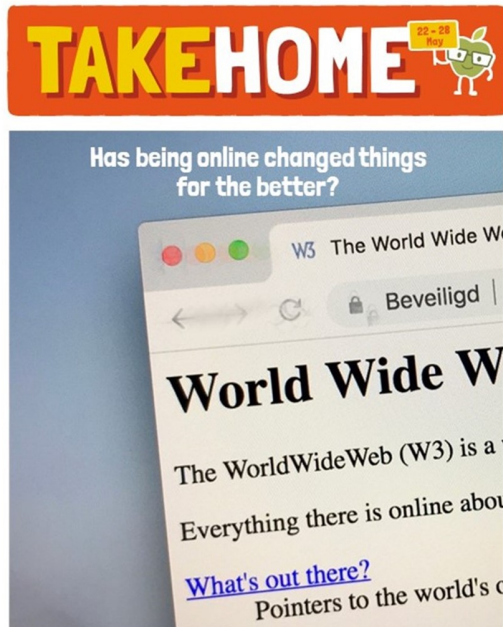 TAKEHOME
22 - 28
May
Has being online changed things
for the better?
W3 The World Wide W
Beveiligd
World Wide W
The WorldWideWeb (W3) is a
Everything there is online abou
What's out there?
Pointers to the world's